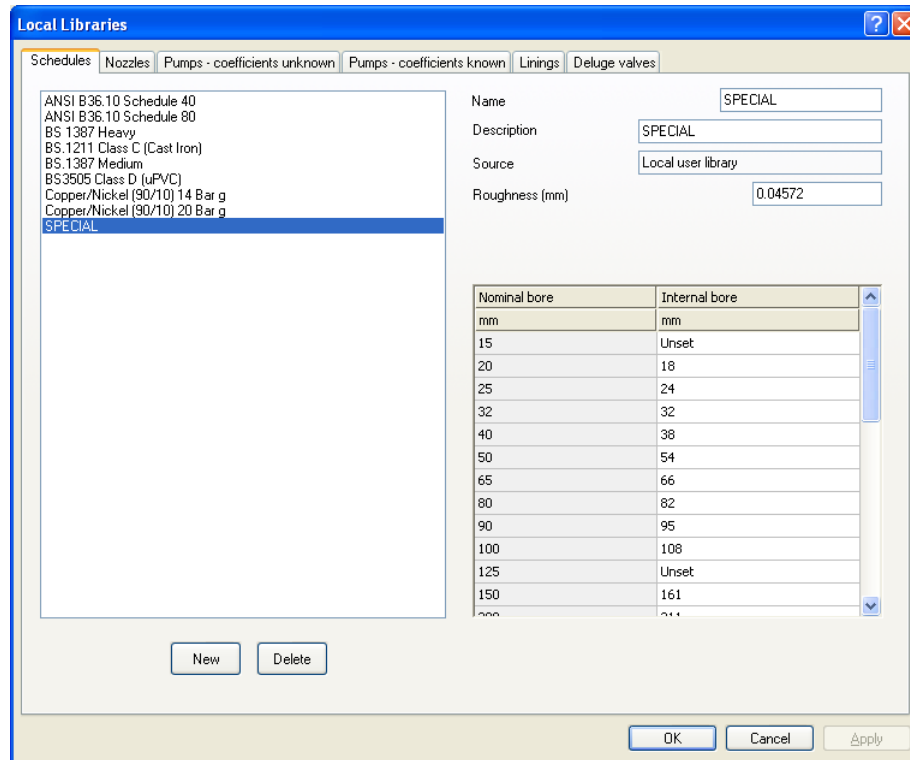 Local Libraries
Schedules Nozzles Pumps - coefficients unknown Pumps - coefficients known Linings Deluge valves
ANSI B36.10 Schedule 40
ANSI B36.10 Schedule 80
BS 1387 Heavy
BS.1211 Class C (Cast Iron)
BS.1387 Medium
BS3505 Class D (uPVC)
Copper/Nickel (90/10) 14 Bar g
Copper/Nickel (90/10) 20 Bar g
SPECIAL
New Delete
Name SPECIAL
Description SPECIAL
Source Local user library
Roughness (mm) 0.04572
Nominal bore Internal bore
mm mm
15 Unset
20 18
25 24
32 32
40 38
50 54
65 66
80 82
90 95
100 108
125 Unset
150 161
OK Cancel Apply